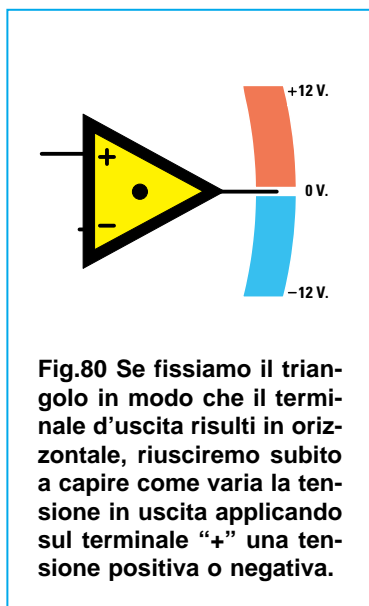 +12 V.
+
0 V.
−
−12 V.
Fig.80 Se fissiamo il trian-
golo in modo che il termi-
nale d'uscita risulti in oriz-
zontale, riusciremo subito
a capire come varia la ten-
sione in uscita applicando
sul terminale “+” una ten-
sione positiva o negativa.